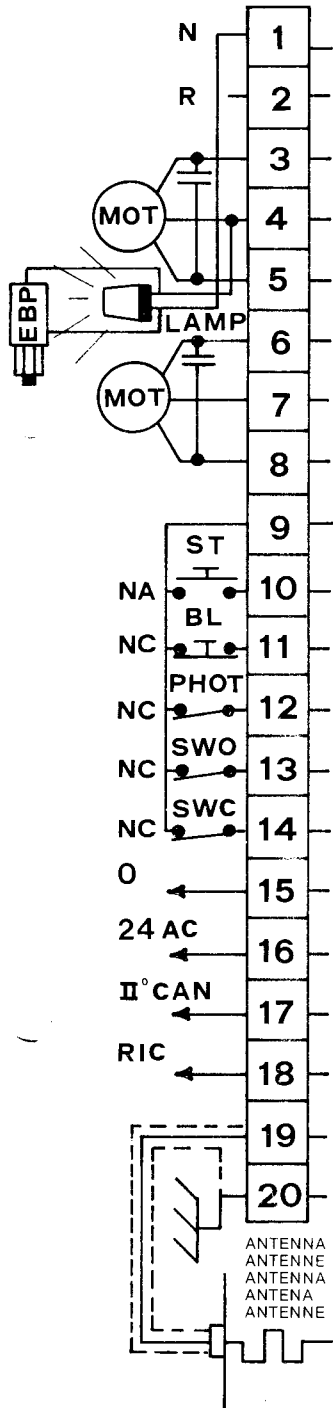 N 1
R 2
3
MOT 4
5
EBP
LAMP 6
MOT 7
8
9
ST
NA 10
BL
NC 11
PHOT
NC 12
SWO
NC 13
SWC
NC 14
0
15
24 AC
16
II° CAN
17
RIC
18
19
20
ANTENNA
ANTENNE
ANTENNA
ANTENA
ANTENNE